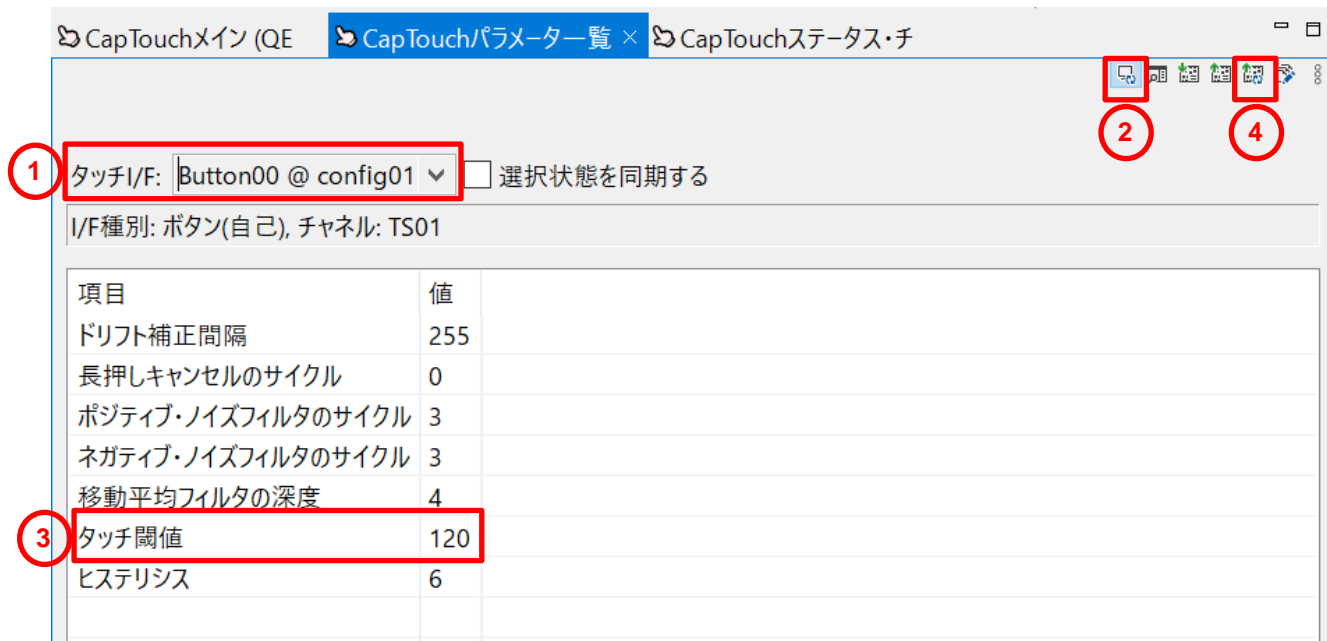 CapTouchメイン (QE CapTouchパラメータ一覧 × CapTouchステータス・チ
2 4
1 タッチI/F: Button00 @ config01 選択状態を同期する
I/F種別: ボタン(自己), チャネル: TS01
項目 値
ドリフト補正間隔 255
長押しキャンセルのサイクル 0
ポジティブ・ノイズフィルタのサイクル 3
ネガティブ・ノイズフィルタのサイクル 3
移動平均フィルタの深度 4
3 タッチ閾値 120
ヒステリシス 6